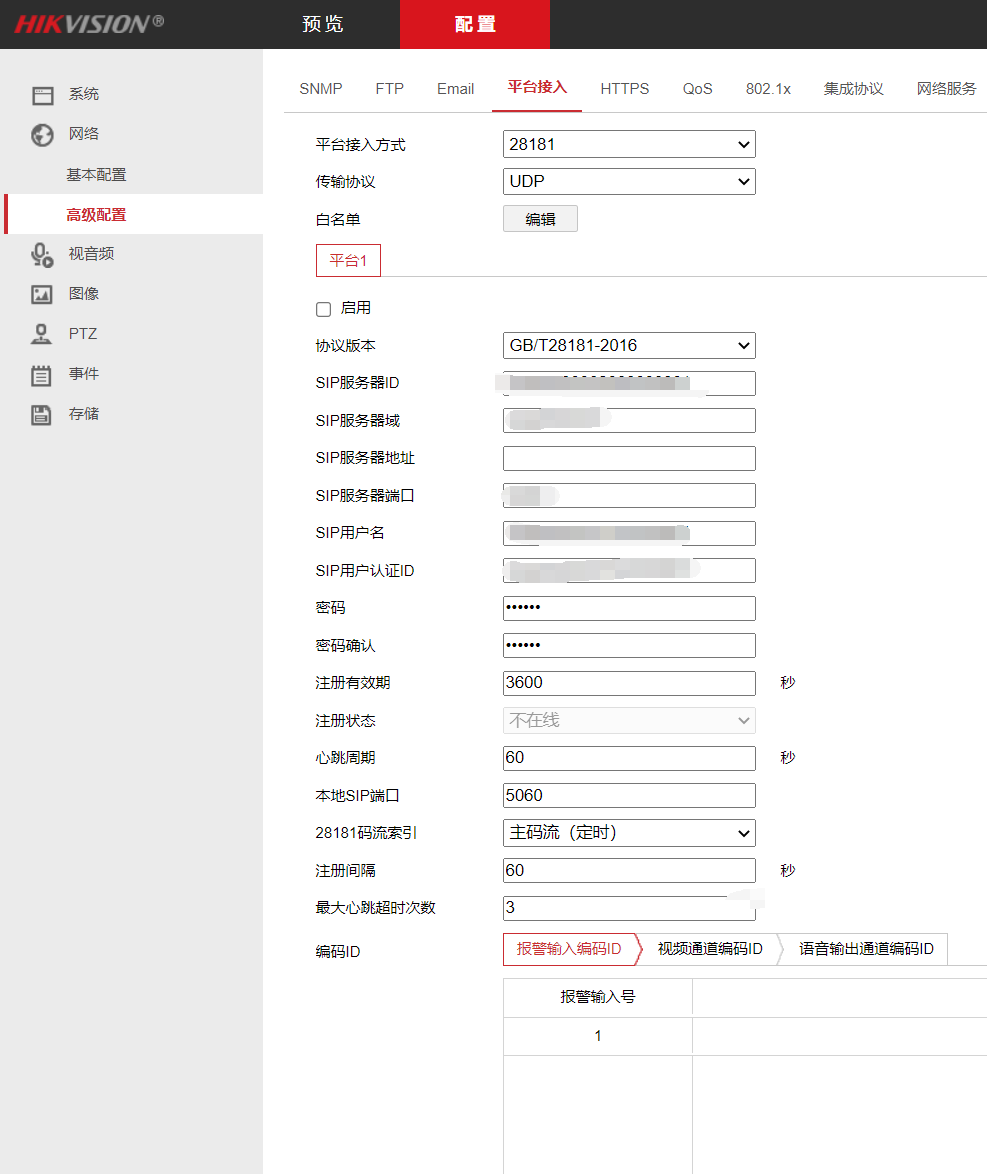 HIKVISION® 预览 配置
SNMP FTP Email 平台接入 HTTPS QoS 802.1x 集成协议 网络服务
系统
网络
基本配置
高级配置
视音频
图像
PTZ
事件
存储
平台接入方式 28181
传输协议 UDP
白名单 编辑
平台1
启用
协议版本 GB/T28181-2016
SIP服务器ID
SIP服务器域
SIP服务器地址
SIP服务器端口
SIP用户名
SIP用户认证ID
密码 ••••••
密码确认 ••••••
注册有效期 3600 秒
注册状态 不在线
心跳周期 60 秒
本地SIP端口 5060
28181码流索引 主码流（定时）
注册间隔 60 秒
最大心跳超时次数 3
编码ID 报警输入编码ID 视频通道编码ID 语音输出通道编码ID
报警输入号
1